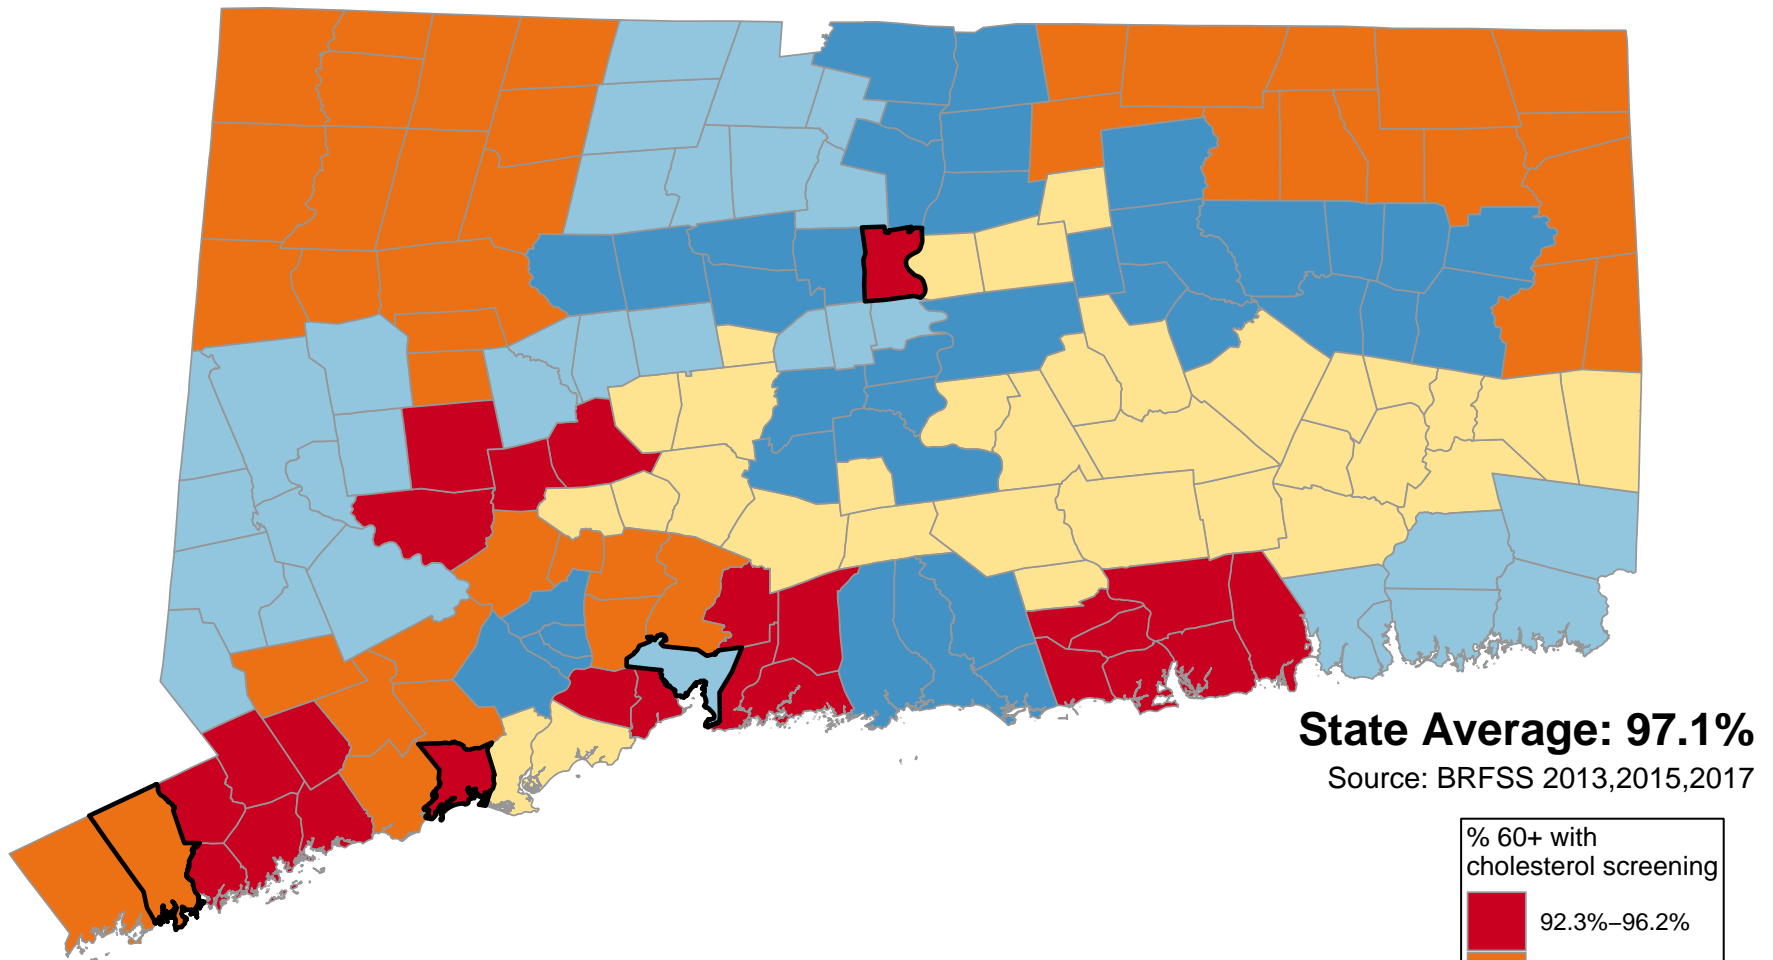 State Average: 97.1%
Source: BRFSS 2013,2015,2017
% 60+ with
cholesterol screening
92.3%–96.2%